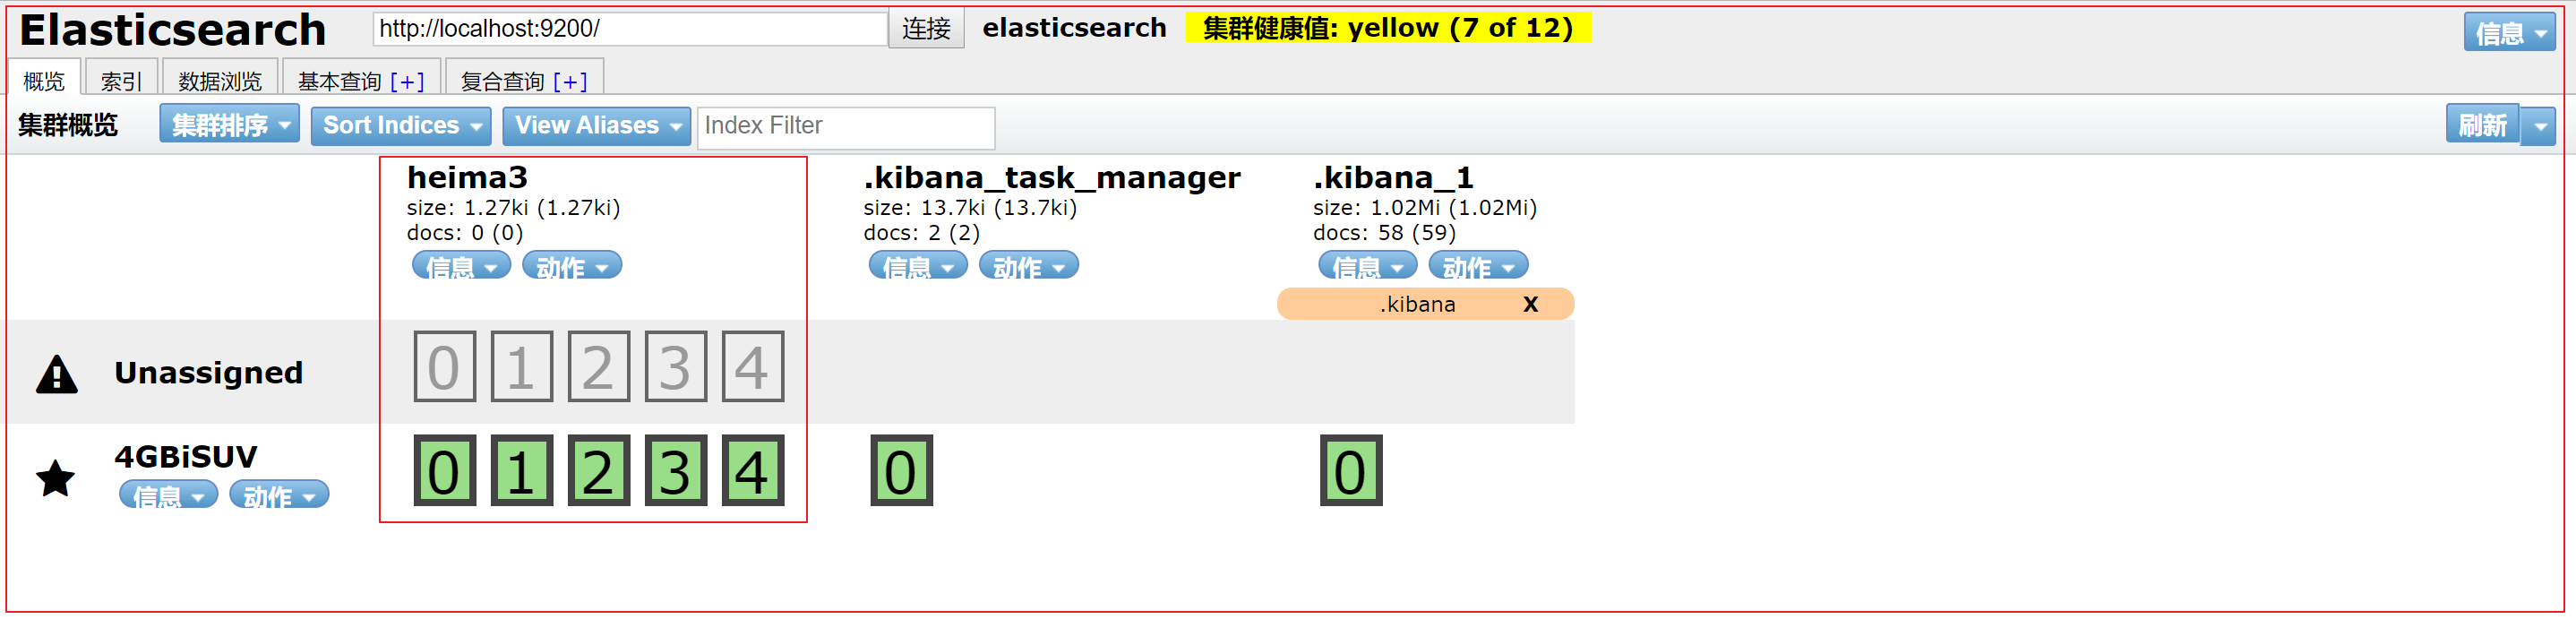 Elasticsearch http://localhost:9200/ 连接 elasticsearch 集群健康值: yellow (7 of 12) 信息
概览 索引 数据浏览 基本查询 [+] 复合查询 [+]
集群概览 集群排序 Sort Indices View Aliases Index Filter 刷新
heima3 .kibana_task_manager .kibana_1
size: 1.27ki (1.27ki) size: 13.7ki (13.7ki) size: 1.02Mi (1.02Mi)
docs: 0 (0) docs: 2 (2) docs: 58 (59)
信息 动作 信息 动作 信息 动作
.kibana X
Unassigned 0 1 2 3 4
4GBiSUV 0 1 2 3 4 0 0
信息 动作